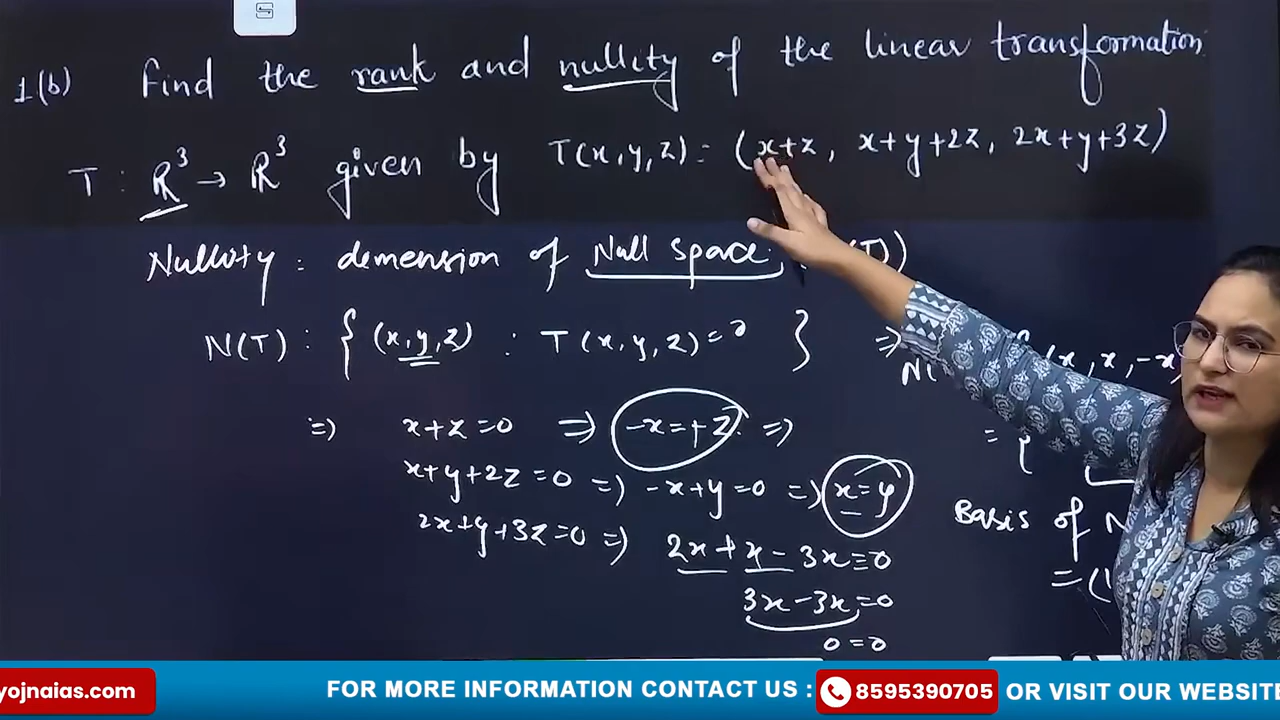 1(b) Find the rank and nullity of the linear transformation
T : R³ → R³ given by T(x, y, z) = (x+z, x+y+2z, 2x+y+3z)
Nullity : demension of Null space. (T)
N(T) : { (x, y, z) : T(x, y, z) = 0 } ⇒
(x, x, -x
N(
⇒ x+z=0 ⇒ -x=+z. ⇒
= {
x+y+2z=0 ⇒ -x+y=0 ⇒ x=y
Basis of N
2x+y+3z=0 ⇒ 2x+x-3x=0
=(1
3x-3x=0
0=0
yojnaias.com FOR MORE INFORMATION CONTACT US : 8595390705 OR VISIT OUR WEBSITE